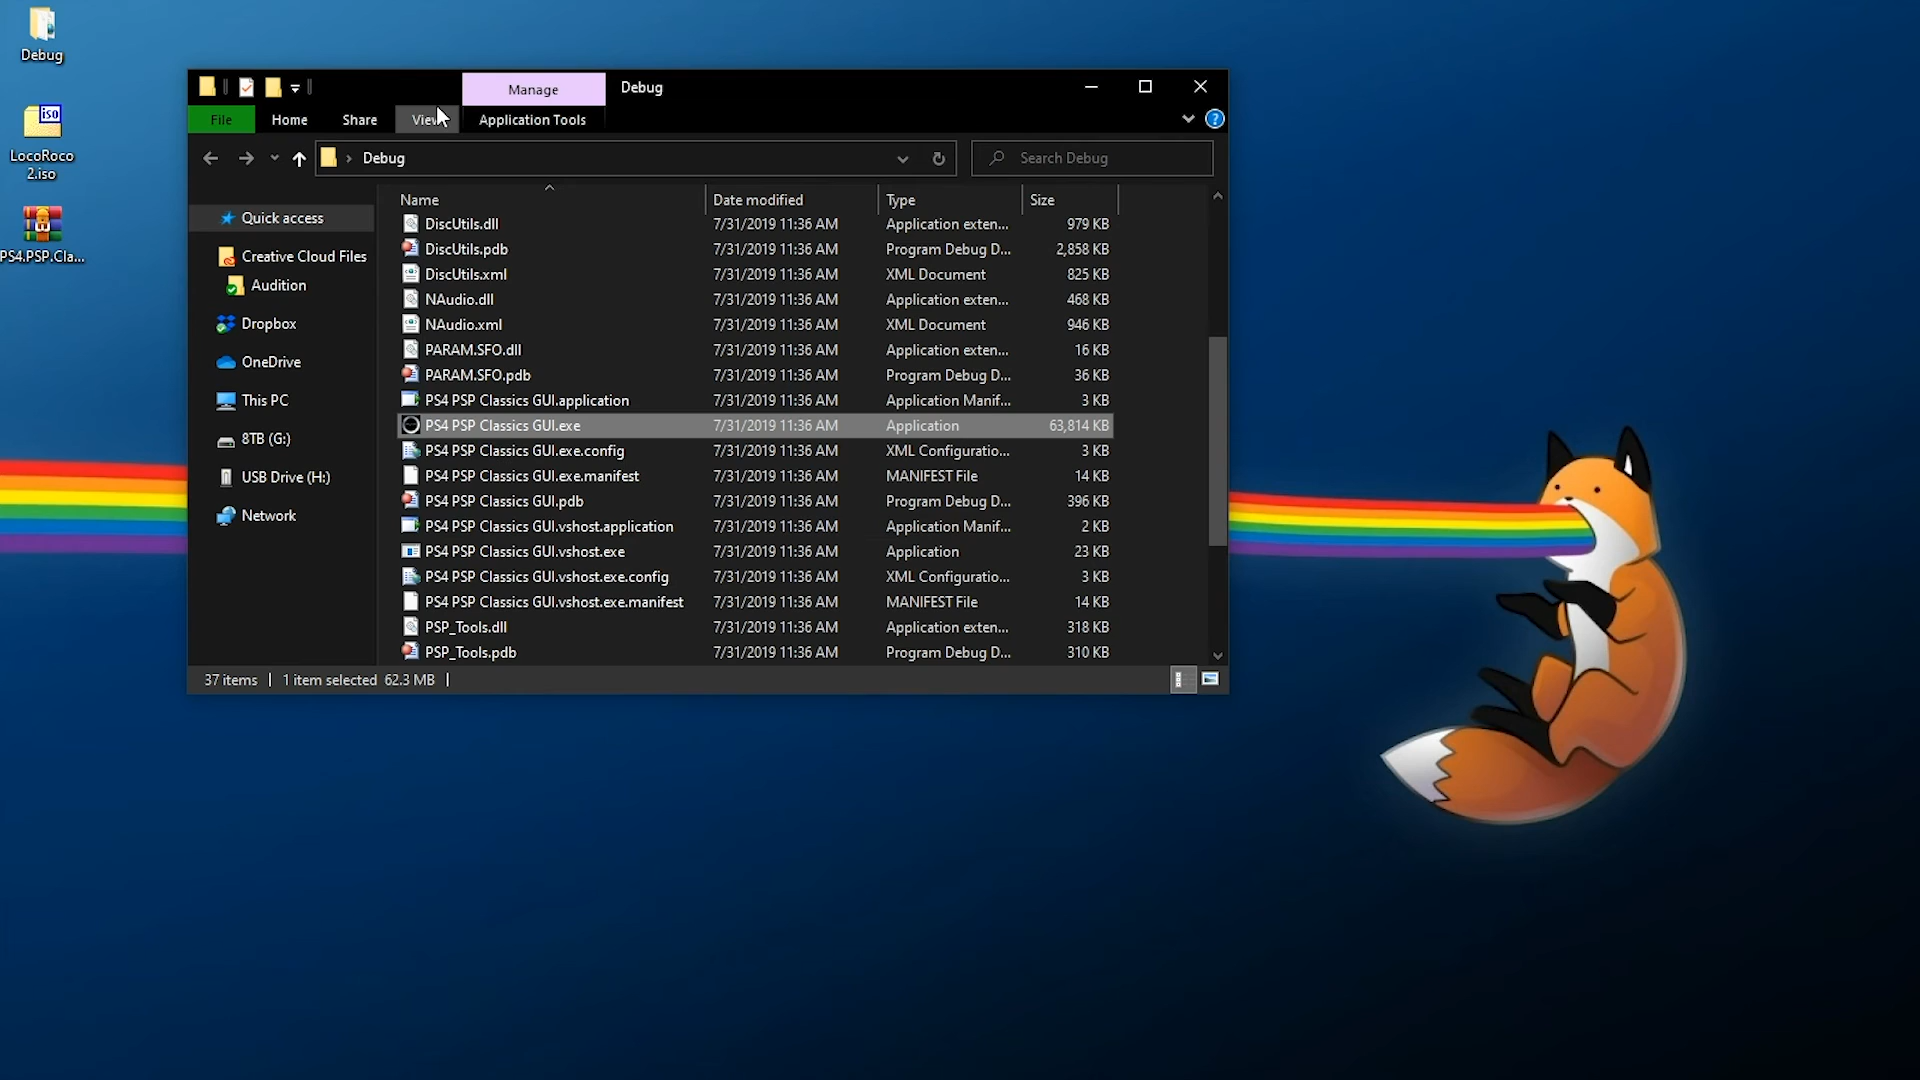 Debug
iso
LocoRoco
2.iso
PS4.PSP.Cla...
Manage
Debug
File
Home
Share
View
Application Tools
Debug
Search Debug
Quick access
Creative Cloud Files
Audition
Dropbox
OneDrive
This PC
8TB (G:)
USB Drive (H:)
Network
Name Date modified Type Size
DiscUtils.dll 7/31/2019 11:36 AM Application exten... 979 KB
DiscUtils.pdb 7/31/2019 11:36 AM Program Debug D... 2,858 KB
DiscUtils.xml 7/31/2019 11:36 AM XML Document 825 KB
NAudio.dll 7/31/2019 11:36 AM Application exten... 468 KB
NAudio.xml 7/31/2019 11:36 AM XML Document 946 KB
PARAM.SFO.dll 7/31/2019 11:36 AM Application exten... 16 KB
PARAM.SFO.pdb 7/31/2019 11:36 AM Program Debug D... 36 KB
PS4 PSP Classics GUI.application 7/31/2019 11:36 AM Application Manif... 3 KB
PS4 PSP Classics GUI.exe 7/31/2019 11:36 AM Application 63,814 KB
PS4 PSP Classics GUI.exe.config 7/31/2019 11:36 AM XML Configuratio... 3 KB
PS4 PSP Classics GUI.exe.manifest 7/31/2019 11:36 AM MANIFEST File 14 KB
PS4 PSP Classics GUI.pdb 7/31/2019 11:36 AM Program Debug D... 396 KB
PS4 PSP Classics GUI.vshost.application 7/31/2019 11:36 AM Application Manif... 2 KB
PS4 PSP Classics GUI.vshost.exe 7/31/2019 11:36 AM Application 23 KB
PS4 PSP Classics GUI.vshost.exe.config 7/31/2019 11:36 AM XML Configuratio... 3 KB
PS4 PSP Classics GUI.vshost.exe.manifest 7/31/2019 11:36 AM MANIFEST File 14 KB
PSP_Tools.dll 7/31/2019 11:36 AM Application exten... 318 KB
PSP_Tools.pdb 7/31/2019 11:36 AM Program Debug D... 310 KB
37 items 1 item selected 62.3 MB